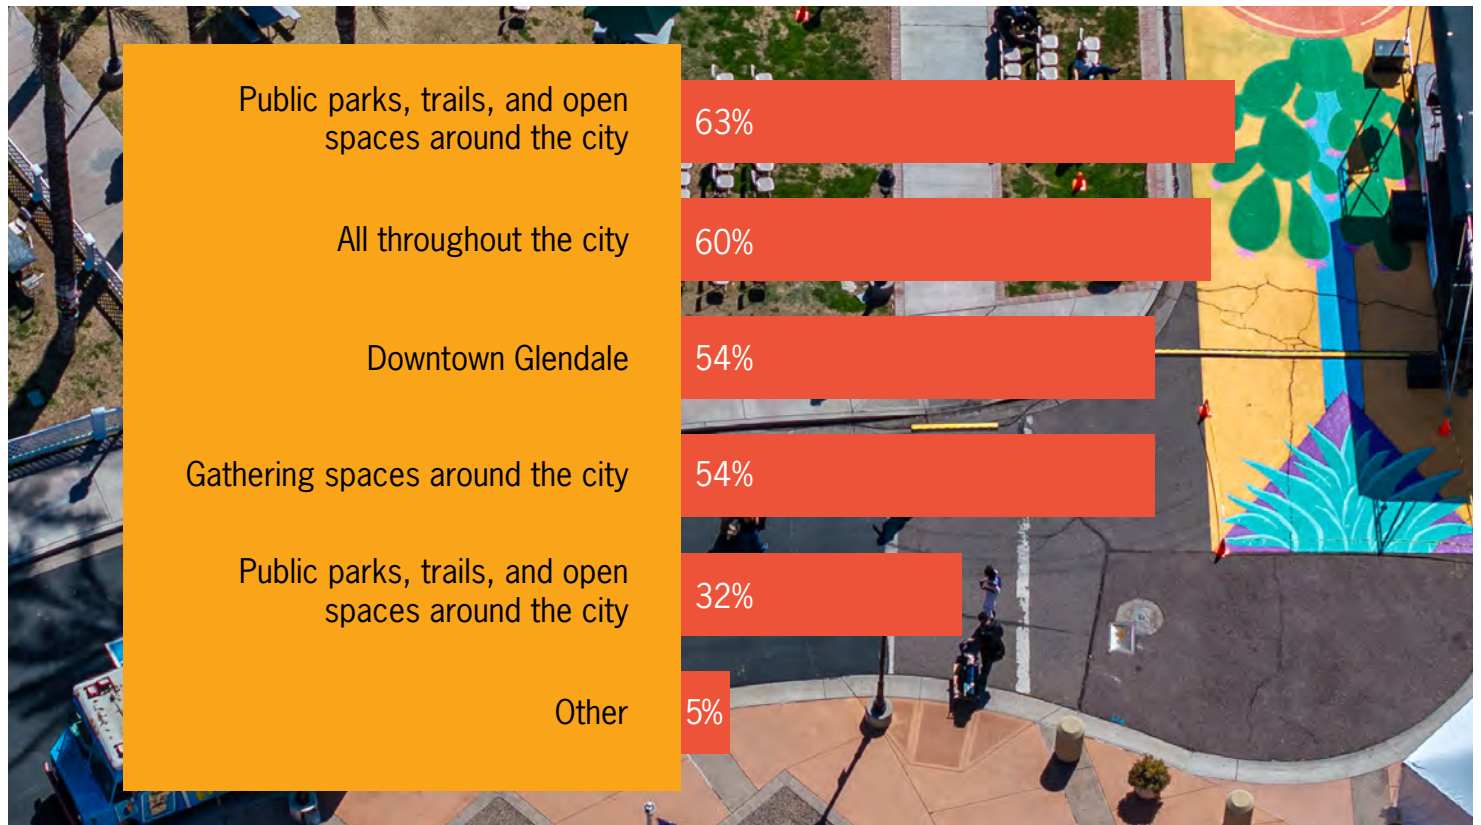 Public parks, trails, and open
spaces around the city
63%
All throughout the city
60%
Downtown Glendale
54%
Gathering spaces around the city
54%
Public parks, trails, and open
spaces around the city
32%
Other
5%